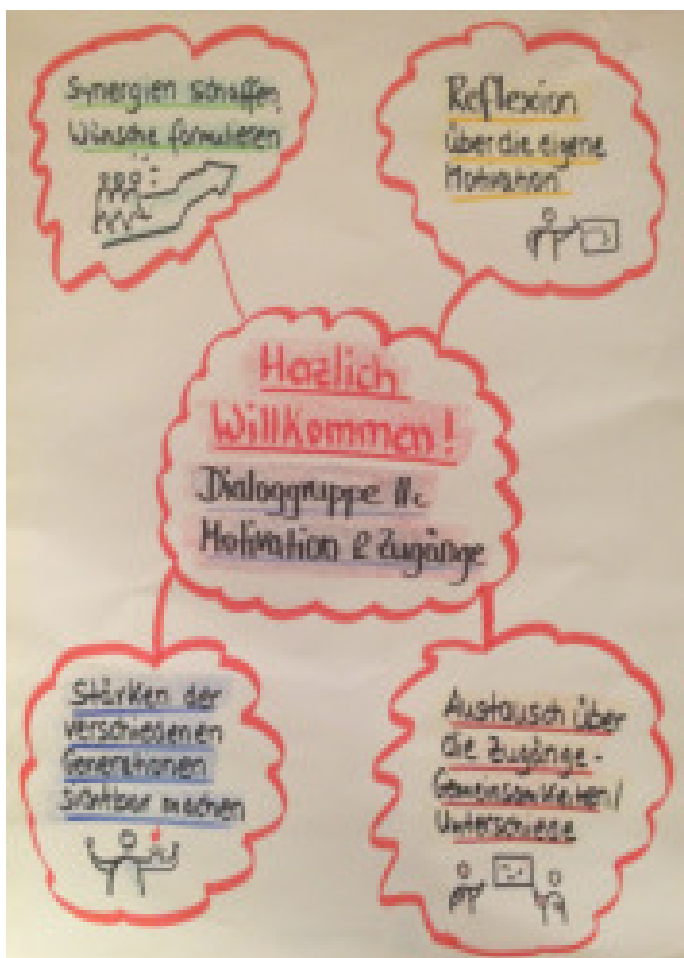 Synergien schaffen,
Wünsche formulieren
Reflexion
über die eigene
Motivation
Herzlich
Willkommen!
Dialoggruppe
Motivation & Zugänge
Stärken der
verschiedenen
Generationen
sichtbar machen
Austausch über
die Zugänge -
Gemeinsamkeiten/
Unterschiede